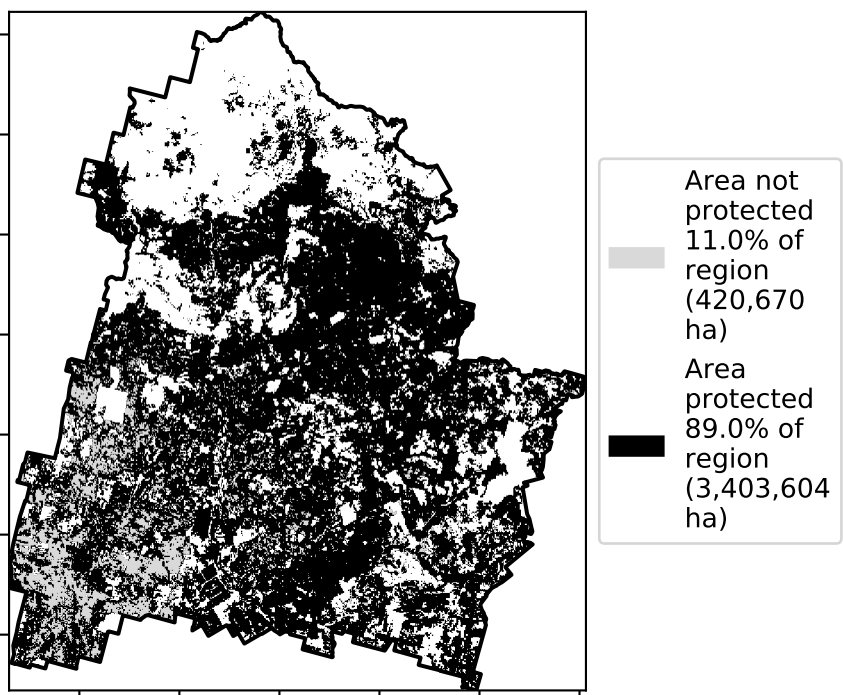 Area not
protected
11.0% of
region
(420,670
ha)
Area
protected
89.0% of
region
(3,403,604
ha)